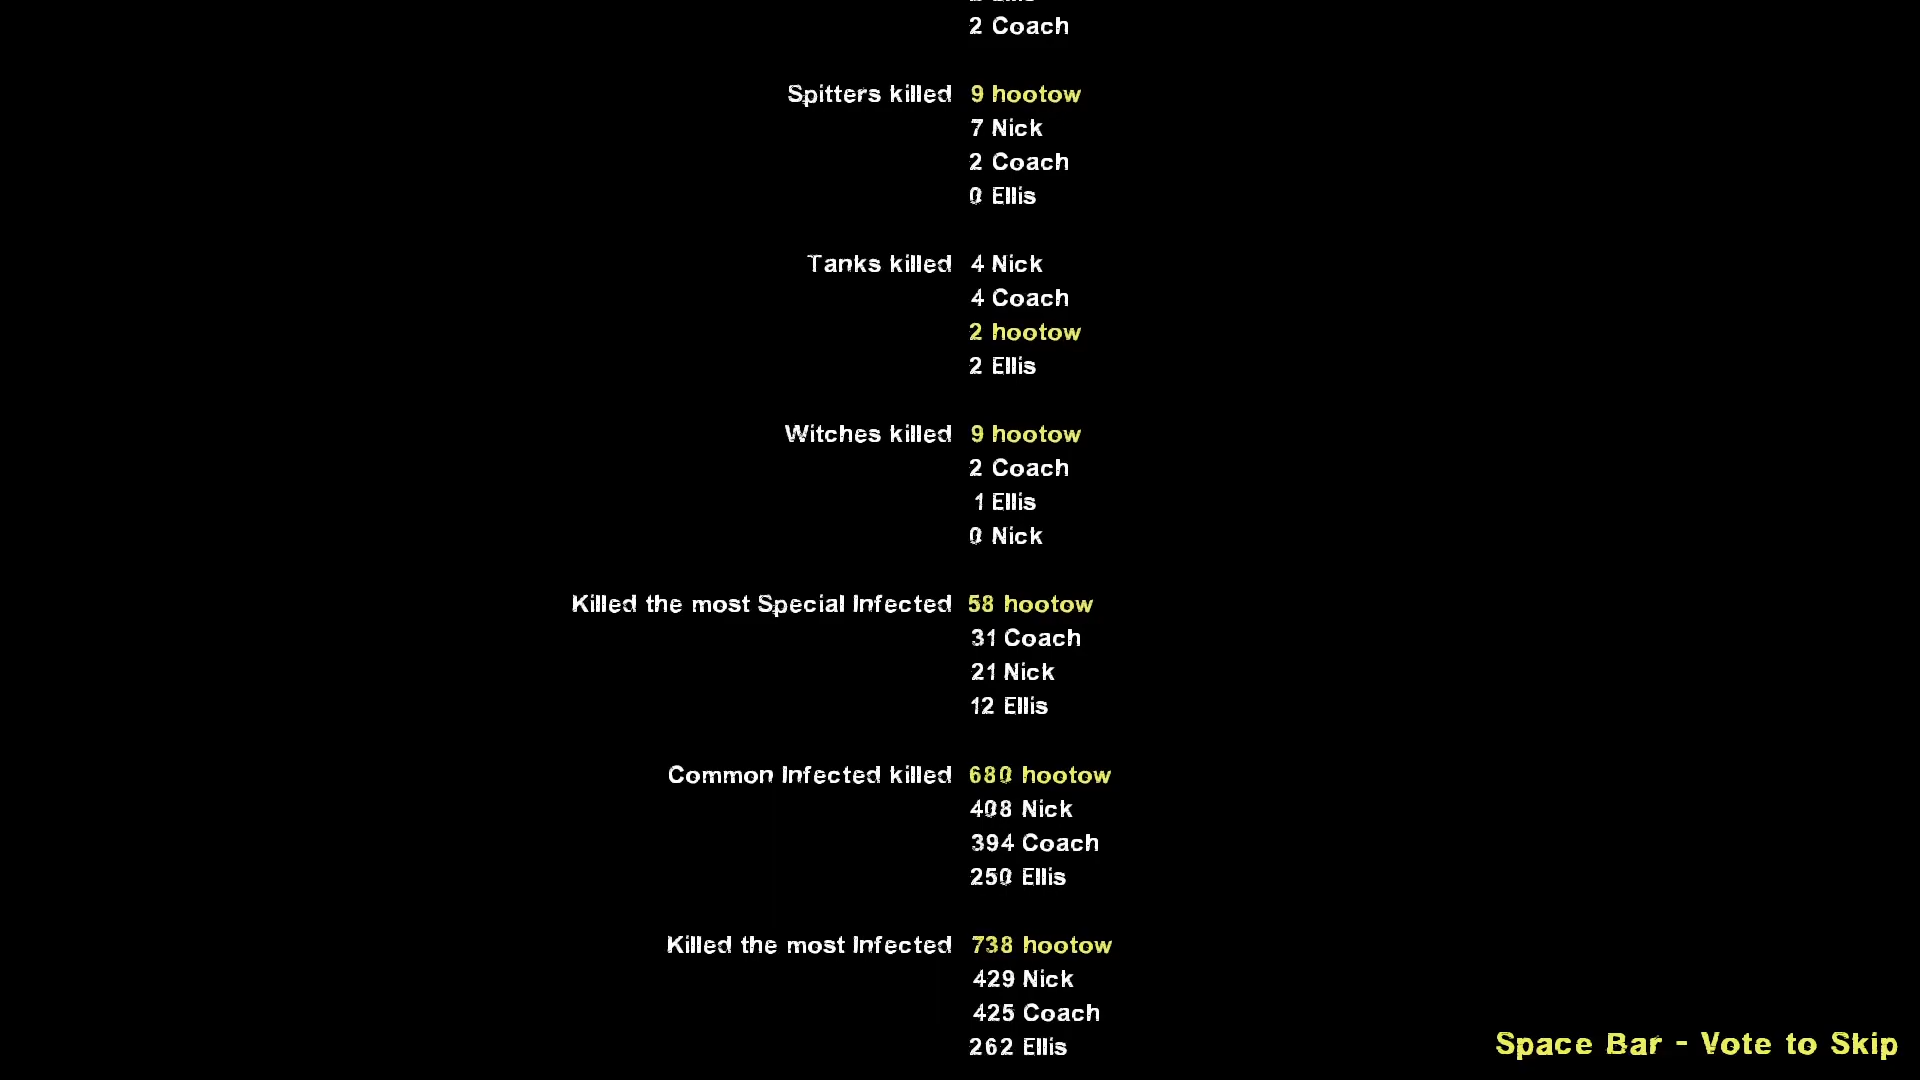 2 Coach
Spitters killed 9 hootow
7 Nick
2 Coach
0 Ellis
Tanks killed 4 Nick
4 Coach
2 hootow
2 Ellis
Witches killed 9 hootow
2 Coach
1 Ellis
0 Nick
Killed the most Special Infected 58 hootow
31 Coach
21 Nick
12 Ellis
Common Infected killed 680 hootow
408 Nick
394 Coach
250 Ellis
Killed the most Infected 738 hootow
429 Nick
425 Coach
262 Ellis
Space Bar - Vote to Skip